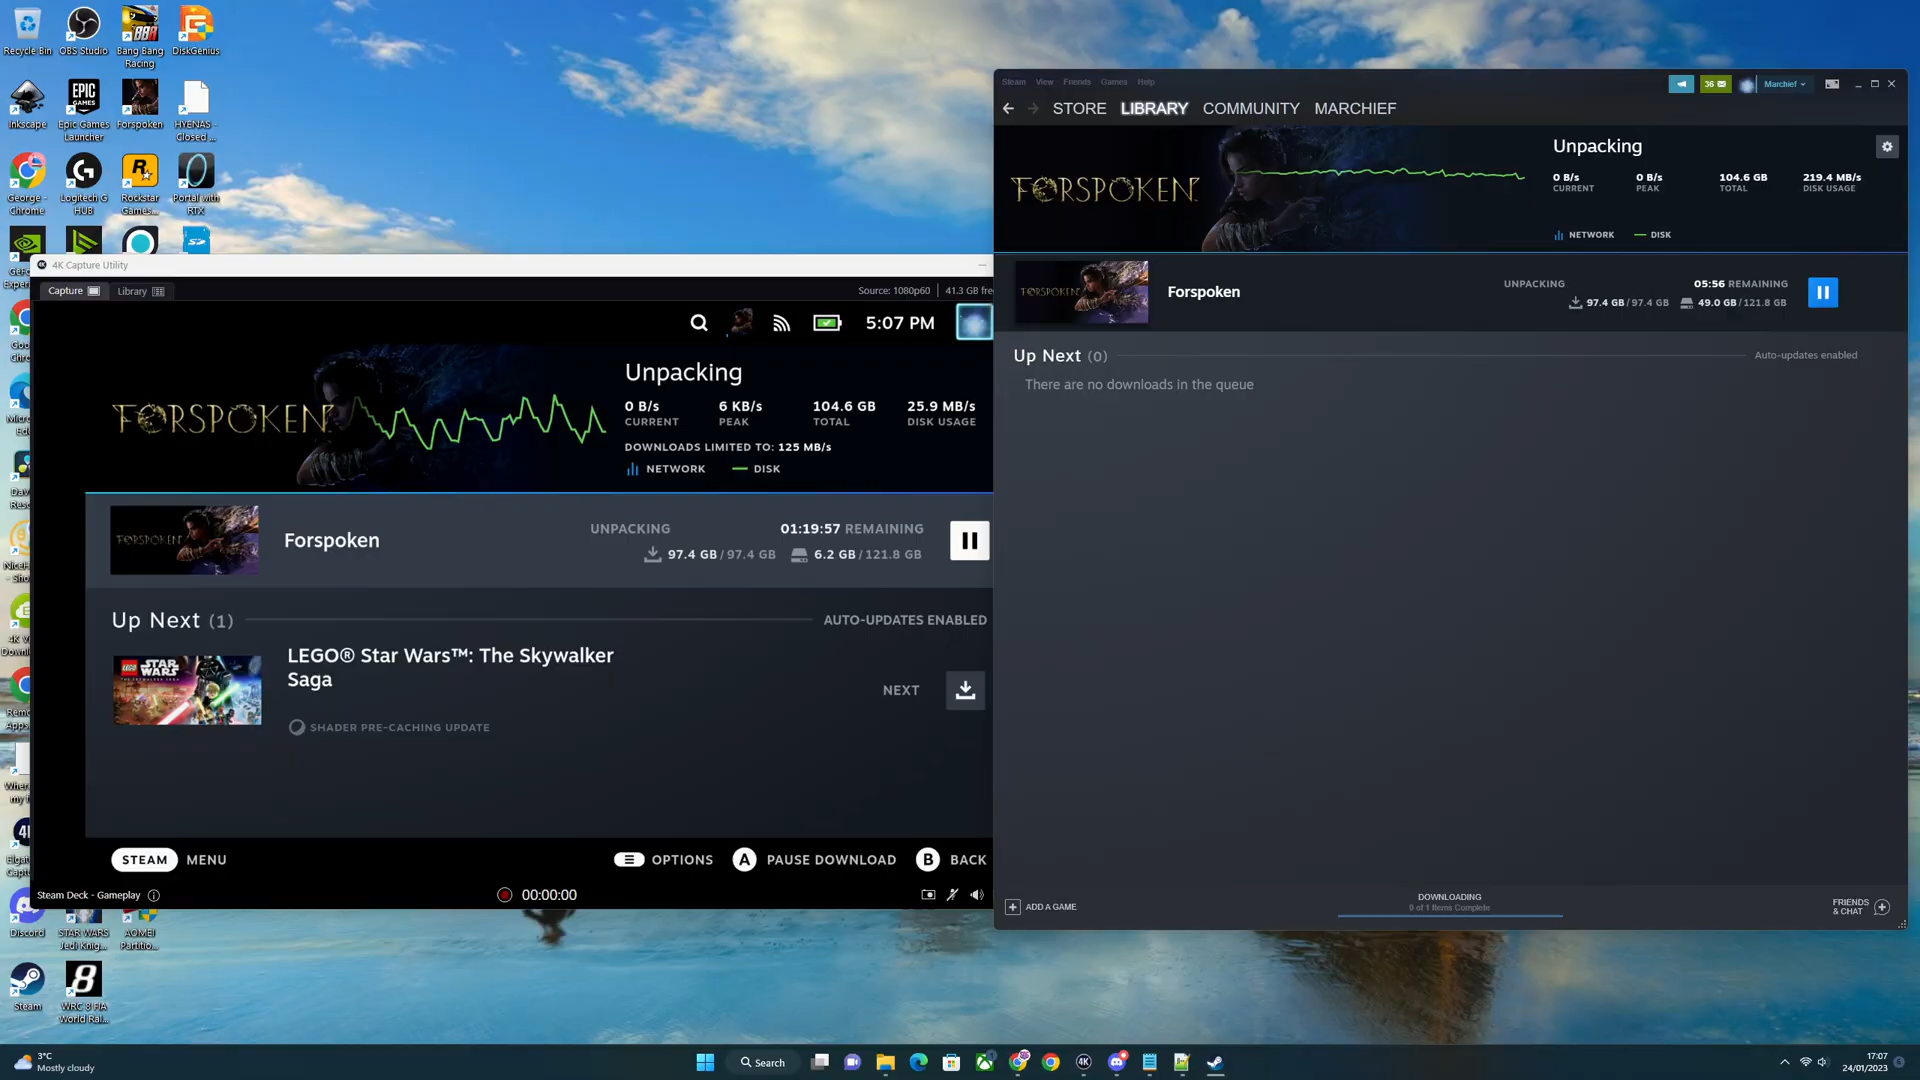 Recycle Bin
OBS Studio
Bang Bang
Racing
DiskGenius
Inkscape
Epic Games
Launcher
Forspoken
HYENAS -
Closed ...
George -
Chrome
Logitech G
HUB
Rockstar
Games...
Portal with
RTX
4K Capture Utility
Capture
Library
Source: 1080p60
41.3 GB fre
5:07 PM
FORSPOKEN
Unpacking
0 B/s
6 KB/s
104.6 GB
25.9 MB/s
CURRENT
PEAK
TOTAL
DISK USAGE
DOWNLOADS LIMITED TO: 125 MB/s
NETWORK
DISK
FORSPOKEN
Forspoken
UNPACKING
01:19:57 REMAINING
97.4 GB / 97.4 GB
6.2 GB / 121.8 GB
Up Next (1)
AUTO-UPDATES ENABLED
LEGO® Star Wars™: The Skywalker
Saga
SHADER PRE-CACHING UPDATE
NEXT
STEAM
MENU
OPTIONS
A
PAUSE DOWNLOAD
B
BACK
Steam Deck - Gameplay
00:00:00
Steam
View
Friends
Games
Help
36
Marchief
STORE
LIBRARY
COMMUNITY
MARCHIEF
FORSPOKEN
Unpacking
0 B/s
0 B/s
104.6 GB
219.4 MB/s
CURRENT
PEAK
TOTAL
DISK USAGE
NETWORK
DISK
FORSPOKEN
Forspoken
UNPACKING
05:56 REMAINING
97.4 GB / 97.4 GB
49.0 GB / 121.8 GB
Up Next (0)
Auto-updates enabled
There are no downloads in the queue
ADD A GAME
DOWNLOADING
0 of 1 Items Complete
FRIENDS
& CHAT
Discord
STAR WARS
Jedi Knig...
AOMEI
Partitio...
Steam
WRC 8 FIA
World Ral...
3°C
Mostly cloudy
Search
17:07
24/01/2023